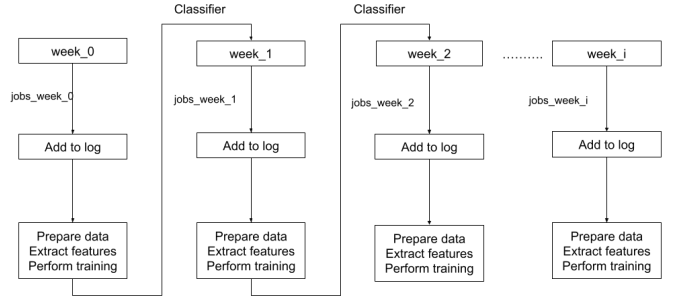 Classifier
Classifier
week_0
week_1
week_2
..........
week_i
jobs_week_0
jobs_week_1
jobs_week_2
jobs_week_i
Add to log
Add to log
Add to log
Add to log
Prepare data
Extract features
Perform training
Prepare data
Extract features
Perform training
Prepare data
Extract features
Perform training
Prepare data
Extract features
Perform training